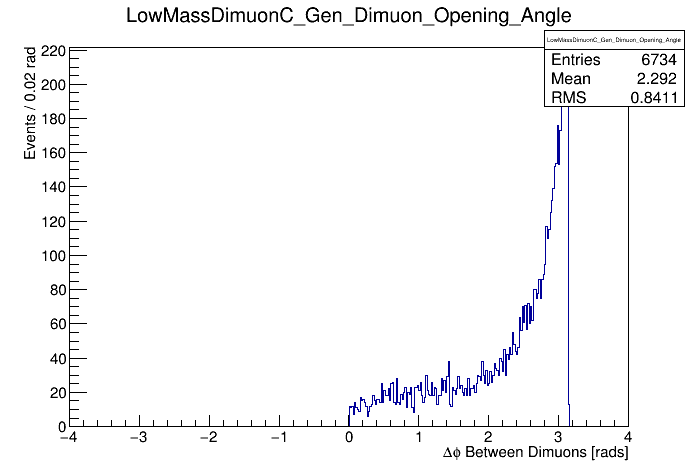 LowMassDimuonC_Gen_Dimuon_Opening_Angle
LowMassDimuonC_Gen_Dimuon_Opening_Angle
Entries 6734
Mean 2.292
RMS 0.8411
Events / 0.02 rad
220
200
180
160
140
120
100
80
60
40
20
0
−4 −3 −2 −1 0 1 2 3 4
Δϕ Between Dimuons [rads]